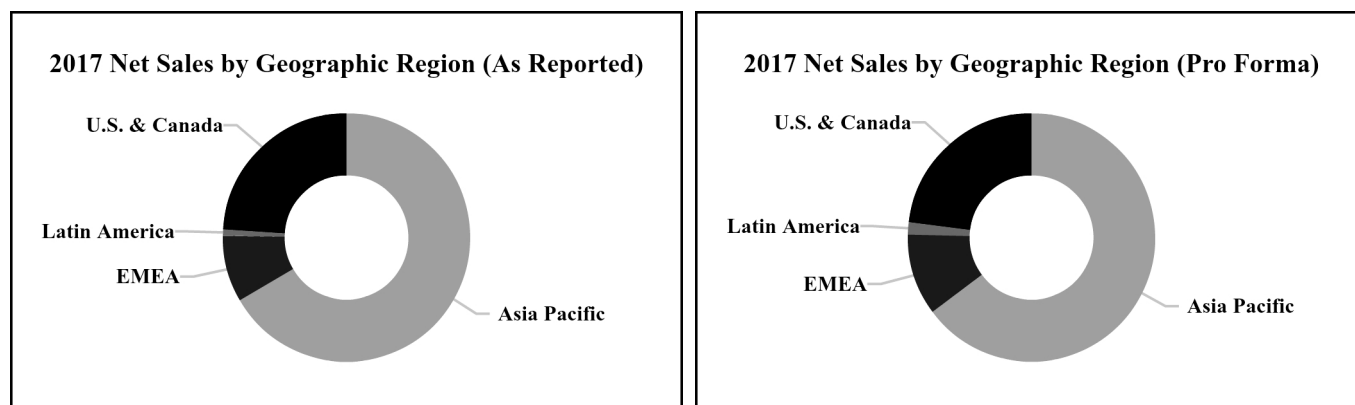 2017 Net Sales by Geographic Region (As Reported)
U.S. & Canada
Latin America
EMEA
Asia Pacific
2017 Net Sales by Geographic Region (Pro Forma)
U.S. & Canada
Latin America
EMEA
Asia Pacific